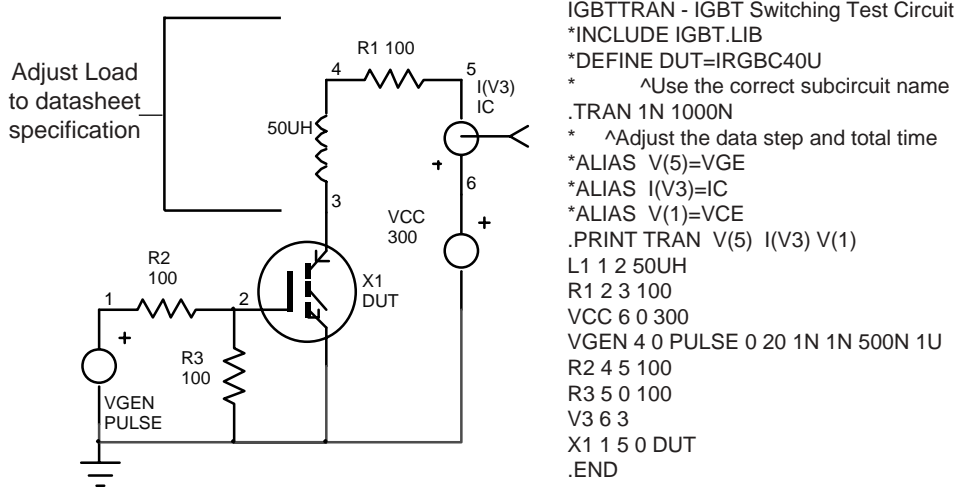 Adjust Load
to datasheet
specification
R1 100
4
5
I(V3)
IC
50UH
+
6
3
VCC
300
+
R2
100
X1
DUT
1
2
+
R3
100
VGEN
PULSE
IGBTTRAN - IGBT Switching Test Circuit
*INCLUDE IGBT.LIB
*DEFINE DUT=IRGBC40U
* ^Use the correct subcircuit name
.TRAN 1N 1000N
* ^Adjust the data step and total time
*ALIAS V(5)=VGE
*ALIAS I(V3)=IC
*ALIAS V(1)=VCE
.PRINT TRAN V(5) I(V3) V(1)
L1 1 2 50UH
R1 2 3 100
VCC 6 0 300
VGEN 4 0 PULSE 0 20 1N 1N 500N 1U
R2 4 5 100
R3 5 0 100
V3 6 3
X1 1 5 0 DUT
.END